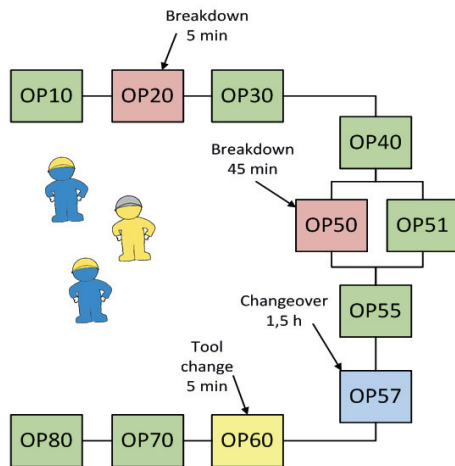 Breakdown
5 min
OP10
OP20
OP30
OP40
Breakdown
45 min
OP50
OP51
Changeover
1,5 h
OP55
Tool
change
5 min
OP57
OP80
OP70
OP60